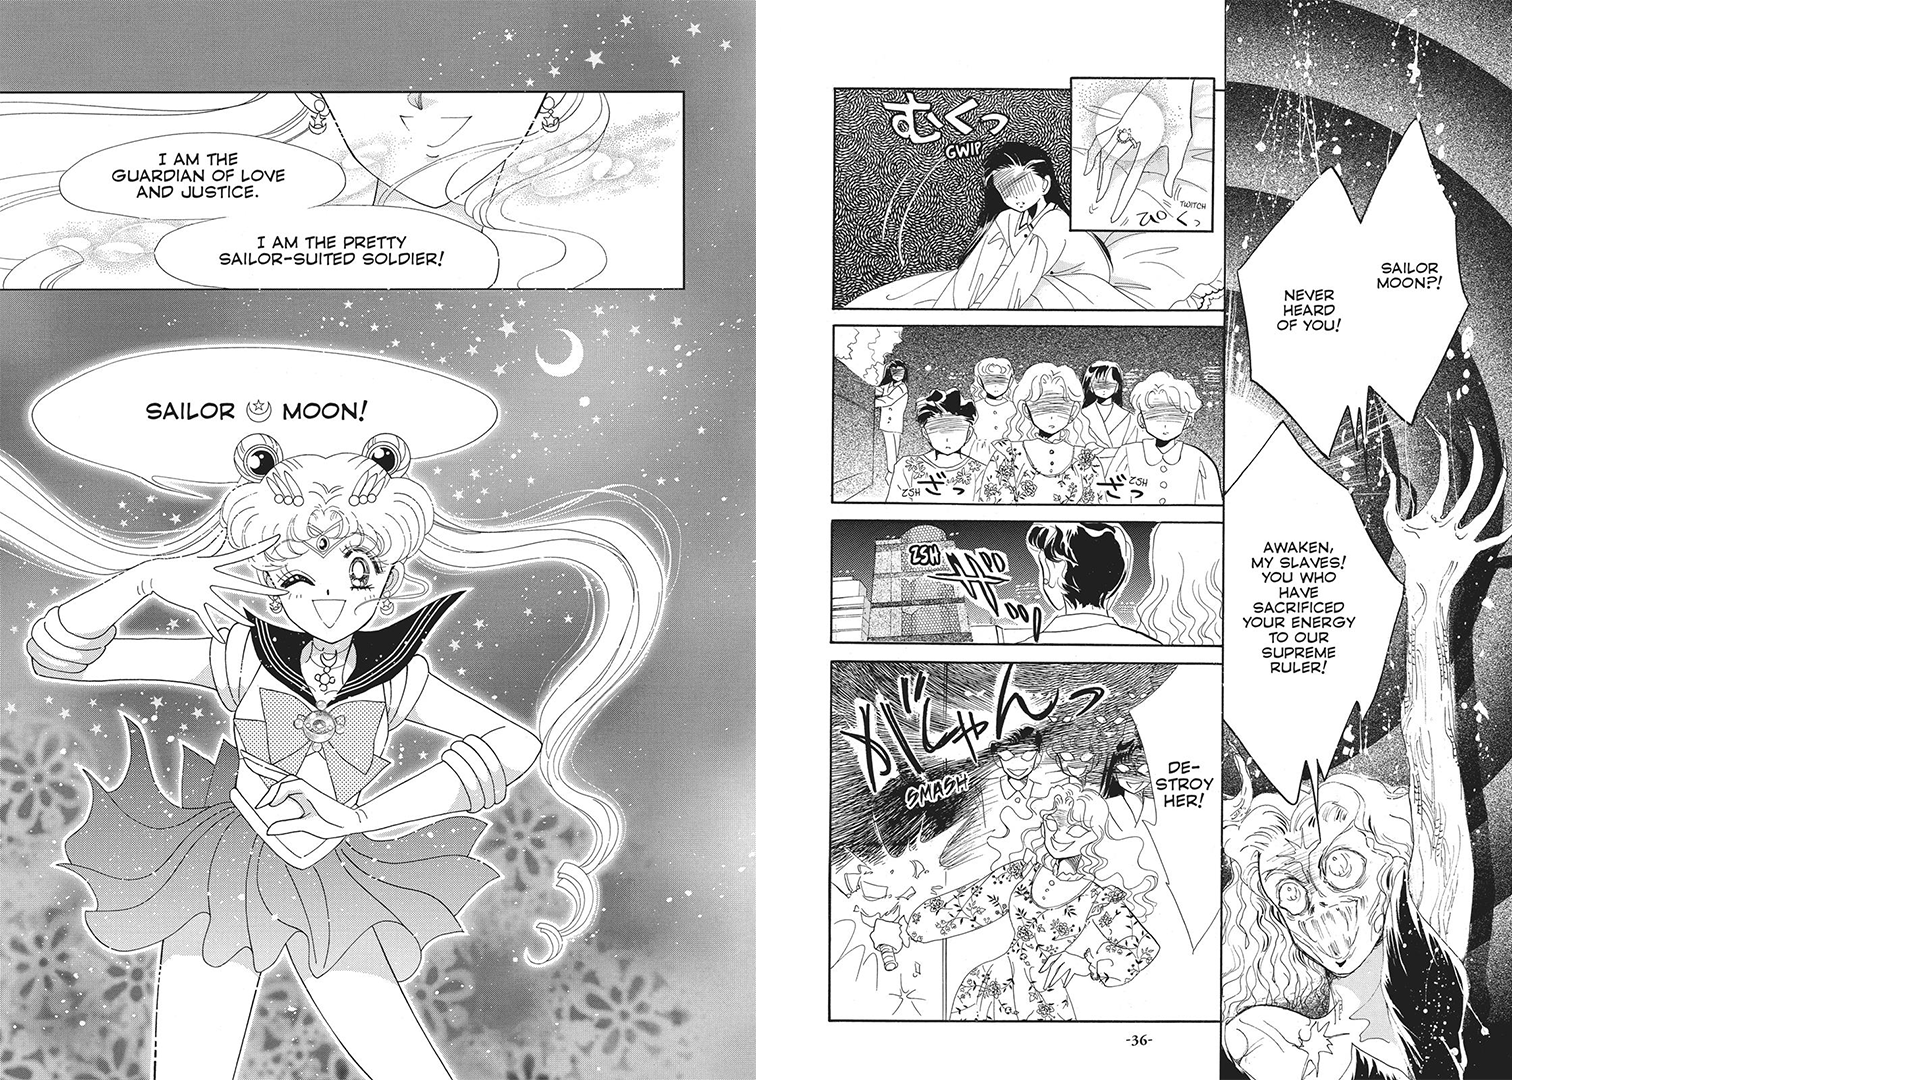 I AM THE
GUARDIAN OF LOVE
AND JUSTICE.
I AM THE PRETTY
SAILOR-SUITED SOLDIER!
SAILOR MOON!
SAILOR
MOON?!
NEVER
HEARD
OF YOU!
AWAKEN,
MY SLAVES!
YOU WHO
HAVE
SACRIFICED
YOUR ENERGY
TO OUR
SUPREME
RULER!
TWITCH
ぴくっ
むくっ
GWIP
ZSH
ざっ
ZSH
ざっ
ZSH
ザッ
DE-
STROY
HER!
がしゃんっ
SMASH
-36-